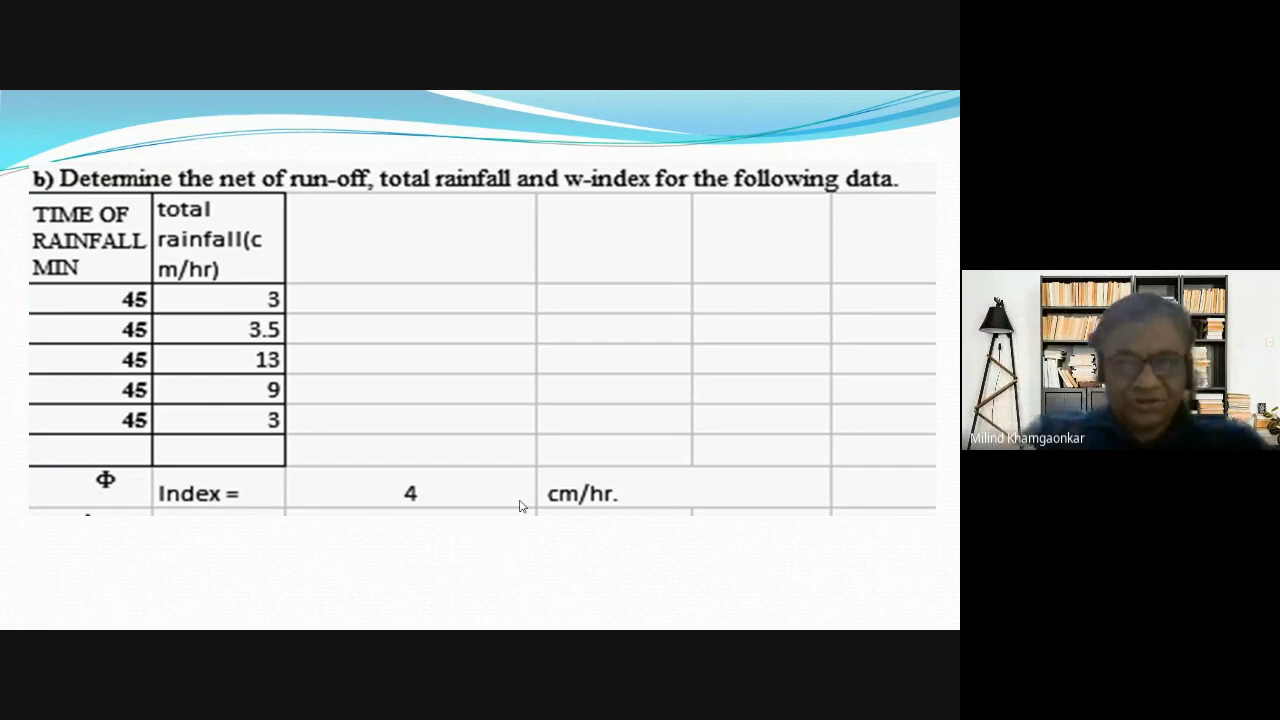 b) Determine the net of run-off, total rainfall and w-index for the following data.
TIME OF RAINFALL MIN total rainfall(cm/hr)
45 3
45 3.5
45 13
45 9
45 3
Φ Index = 4 cm/hr.
Milind Khamgaonkar